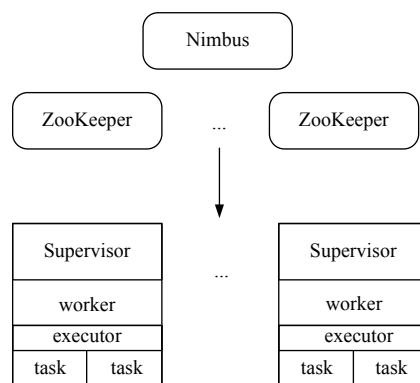 Nimbus
ZooKeeper ... ZooKeeper
Supervisor ... Supervisor
worker worker
executor executor
task task task task